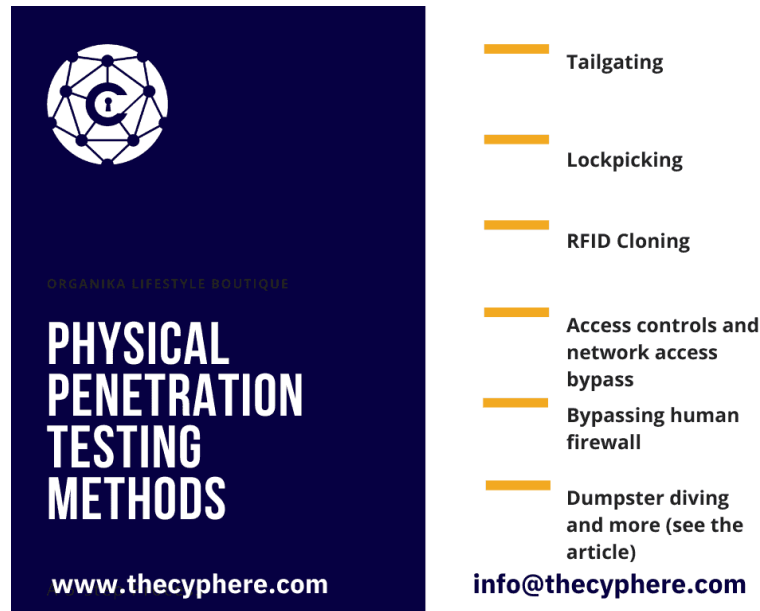 ORGANIKA LIFESTYLE BOUTIQUE
PHYSICAL
PENETRATION
TESTING
METHODS
www.thecyphere.com
Tailgating
Lockpicking
RFID Cloning
Access controls and
network access
bypass
Bypassing human
firewall
Dumpster diving
and more (see the
article)
info@thecyphere.com